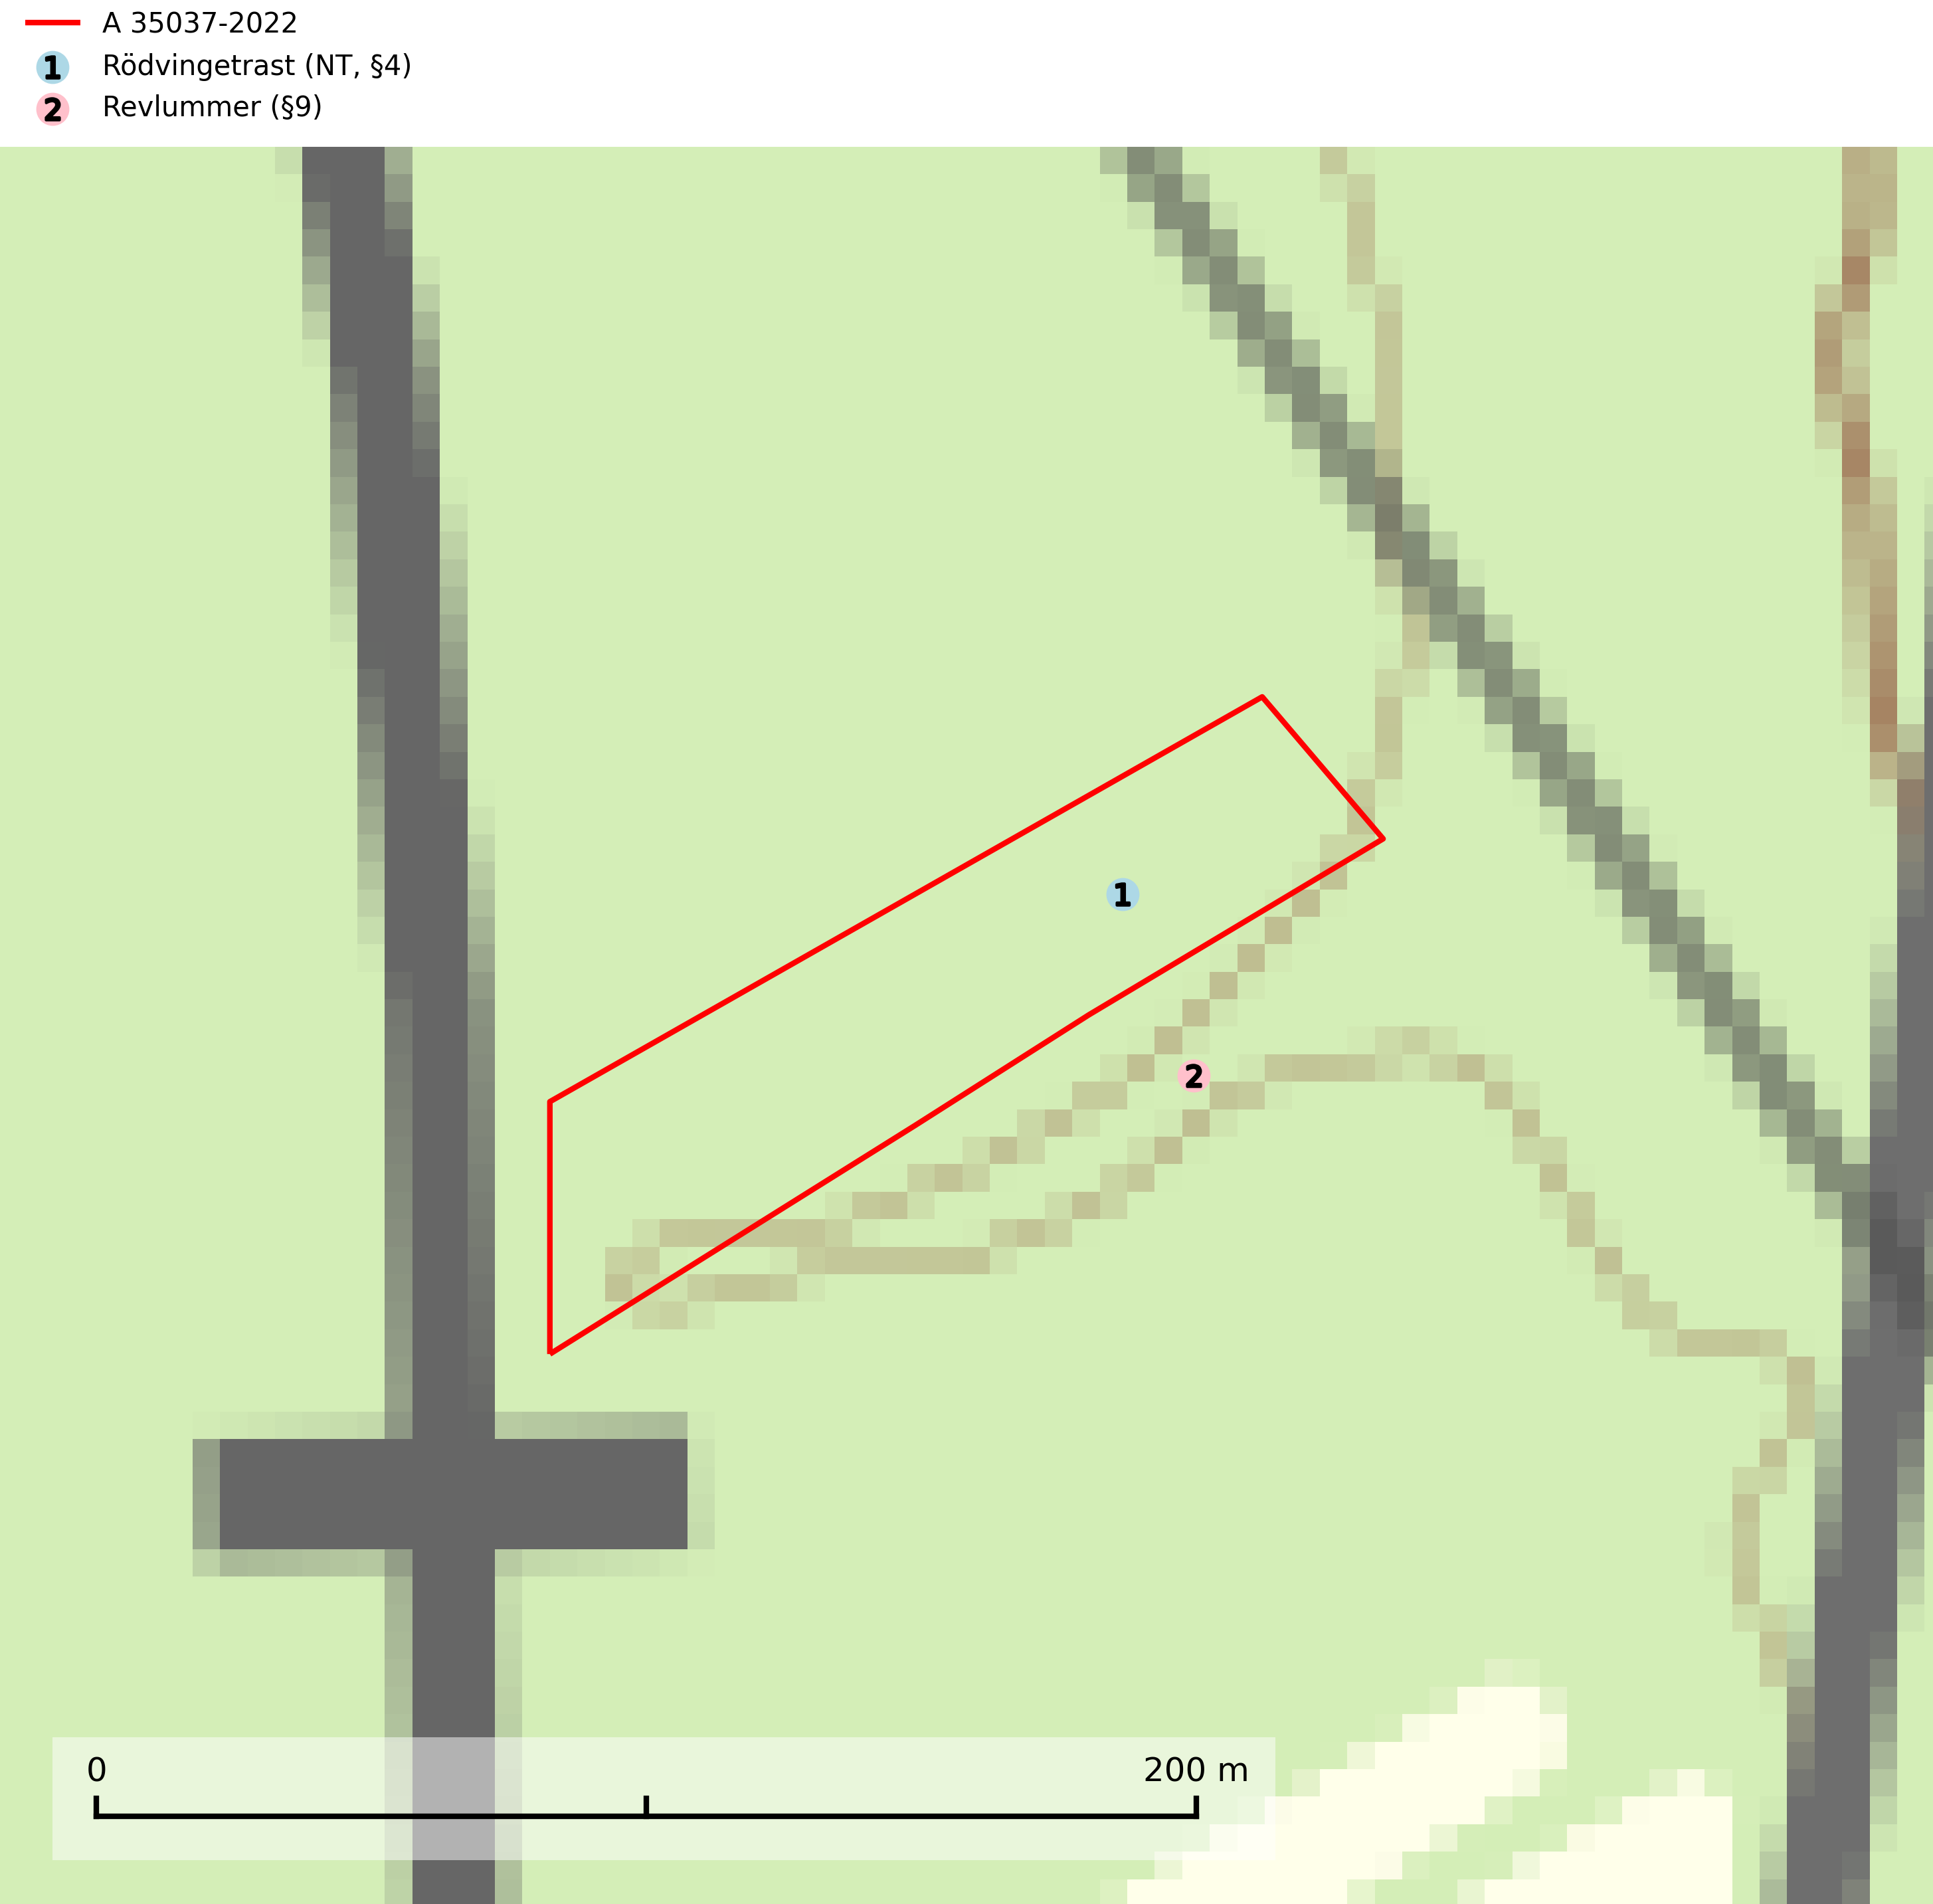 A 35037-2022
1 Rödvingetrast (NT, §4)
2 Revlummer (§9)
1
2
0 200 m